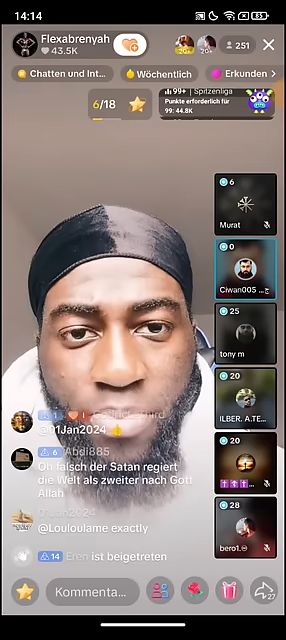 14:14
85
Flexabrenyah
43.5K
20+
20+
251
Chatten und Int...
Wöchentlich
Erkunden >
6/18
99+ | Spitzenliga
Punkte erforderlich für
99: 44.8K
6
Murat
0
Ciwan005
25
tony m
20
ILBER. A.TE...
20
28
bero1.
1
1
@01Jan2024 👍
6 Abdi885
Oh falsch der Satan regiert
die Welt als zweiter nach Gott
Allah
01Jan2024
@Louloulame exactly
14 Eren ist beigetreten
Kommenta...
27